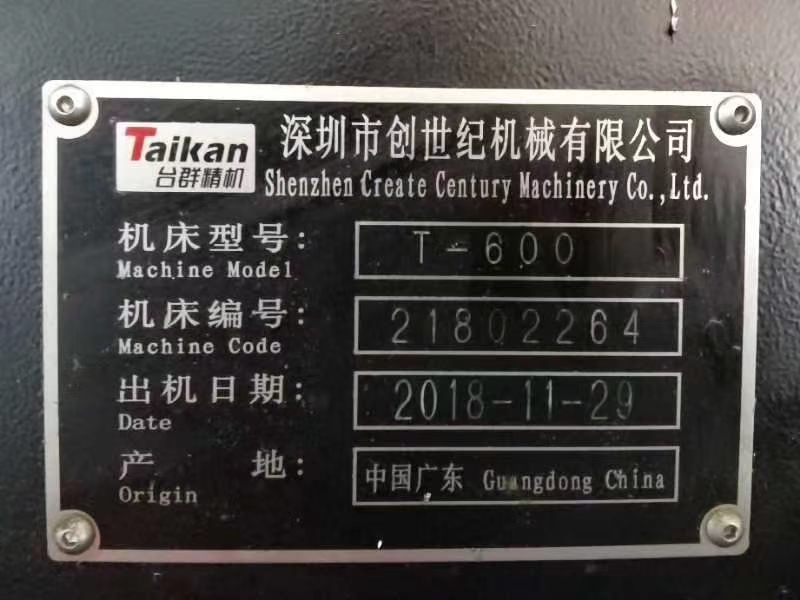 Taikan
台群精机
深圳市创世纪机械有限公司
Shenzhen Create Century Machinery Co.,Ltd.
机床型号: T-600
Machine Model
机床编号: 21802264
Machine Code
出机日期: 2018-11-29
Date
产 地: 中国广东 Guangdong China
Origin